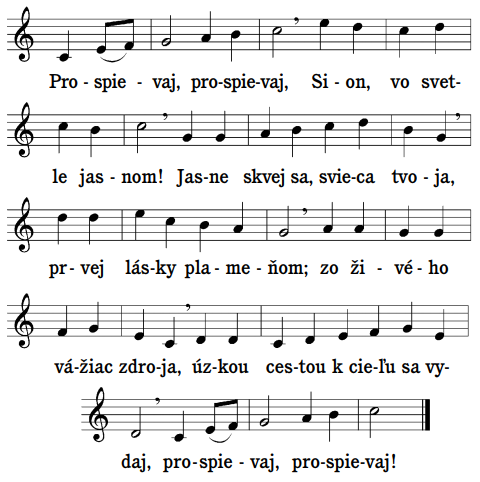 Pro - spie - vaj, pro-spie-vaj, Si - on, vo svet-
le jas-nom! Jas-ne skvej sa, svie-ca tvo - ja,
pr - vej lás-ky pla - me - ňom; zo ži - vé-ho
vá-žiac zdro-ja, úz-kou ces-tou k cie-ľu sa vy-
daj, pro-spie - vaj, pro-spie-vaj!